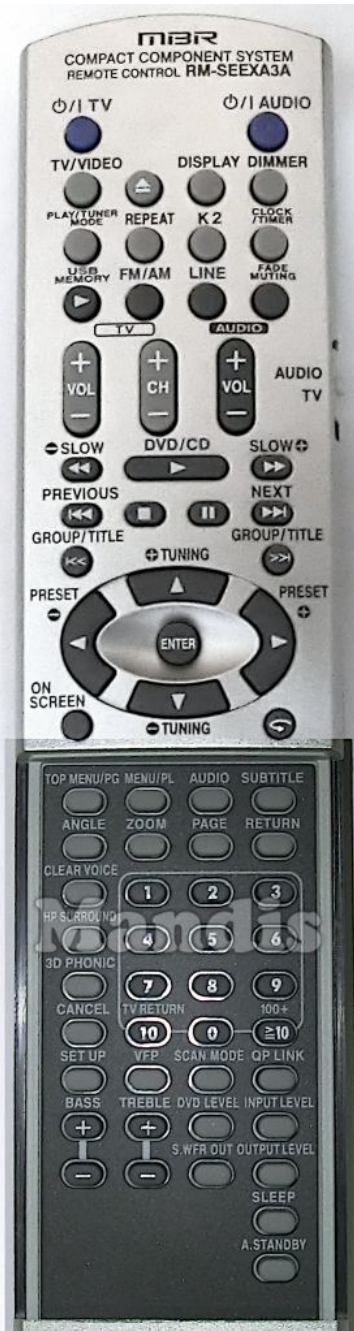 MBR
COMPACT COMPONENT SYSTEM
REMOTE CONTROL RM-SEEXA3A
⏻/I TV ⏻/I AUDIO
TV/VIDEO DISPLAY DIMMER
PLAY/TUNER MODE REPEAT K2 CLOCK /TIMER
USB MEMORY FM/AM LINE FADE MUTING
TV AUDIO
+ + +
VOL CH VOL AUDIO
− − − TV
SLOW DVD/CD SLOW
PREVIOUS NEXT
GROUP/TITLE GROUP/TITLE
TUNING
PRESET PRESET
ENTER
ON SCREEN
TUNING
TOP MENU/PG MENU/PL AUDIO SUBTITLE
ANGLE ZOOM PAGE RETURN
CLEAR VOICE
1 2 3
HP SURROUND
Mandis
4 5 6
3D PHONIC
7 8 9
CANCEL TV RETURN 100+
10 0 ≥10
SET UP VFP SCAN MODE QP LINK
BASS TREBLE DVD LEVEL INPUT LEVEL
+ +
S.WFR OUT OUTPUT LEVEL
− −
SLEEP
A.STANDBY